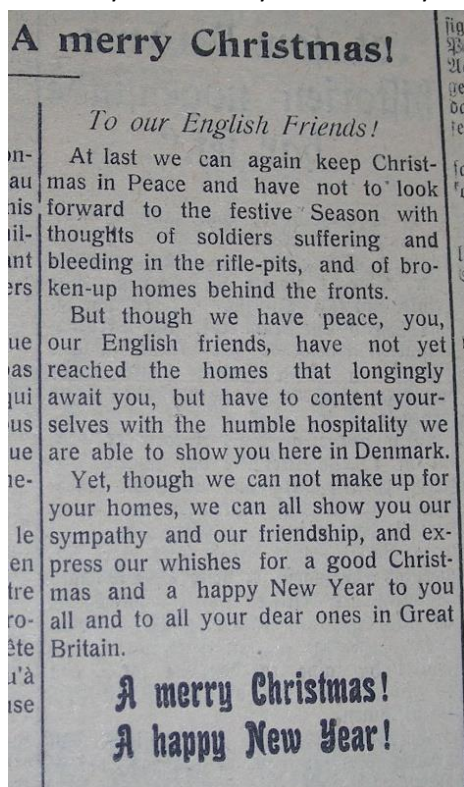 A merry Christmas!
To our English Friends!
At last we can again keep Christ-
mas in Peace and have not to look
forward to the festive Season with
thoughts of soldiers suffering and
bleeding in the rifle-pits, and of bro-
ken-up homes behind the fronts.
But though we have peace, you,
our English friends, have not yet
reached the homes that longingly
await you, but have to content your-
selves with the humble hospitality we
are able to show you here in Denmark.
Yet, though we can not make up for
your homes, we can all show you our
sympathy and our friendship, and ex-
press our whishes for a good Christ-
mas and a happy New Year to you
all and to all your dear ones in Great
Britain.
A merry Christmas!
A happy New Year!